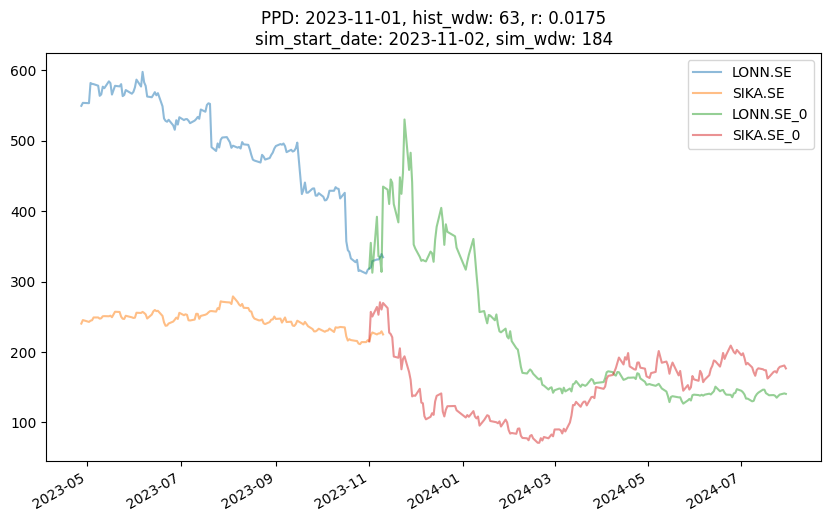 PPD: 2023-11-01, hist_wdw: 63, r: 0.0175
sim_start_date: 2023-11-02, sim_wdw: 184
LONN.SE
SIKA.SE
LONN.SE_0
SIKA.SE_0
600
500
400
300
200
100
2023-05
2023-07
2023-09
2023-11
2024-01
2024-03
2024-05
2024-07